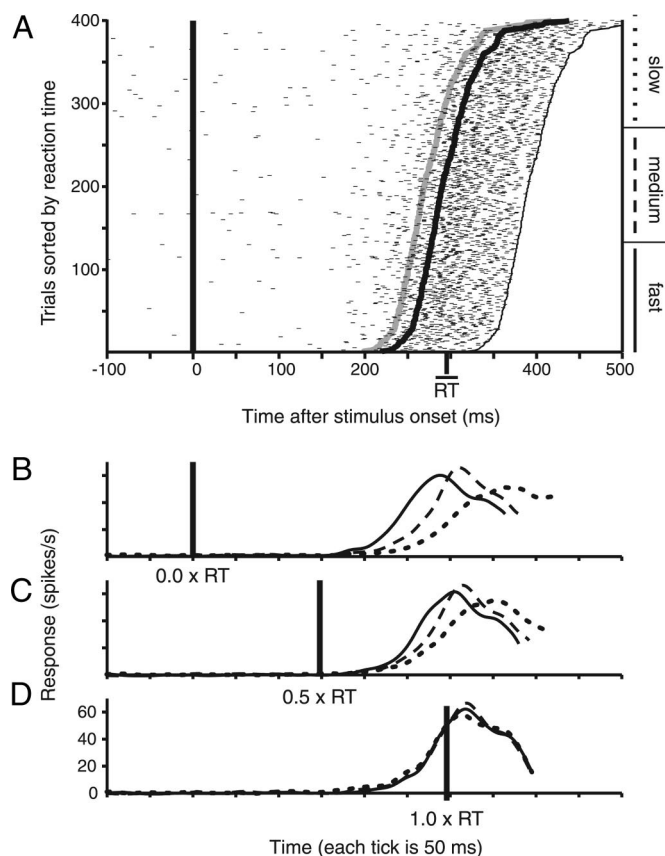 A
Trials sorted by reaction time
400
300
200
100
-100 0 100 200 300 400 500
RT
Time after stimulus onset (ms)
slow
medium
fast
B
0.0 x RT
C
Response (spikes/s)
0.5 x RT
D
60
40
20
0
1.0 x RT
Time (each tick is 50 ms)